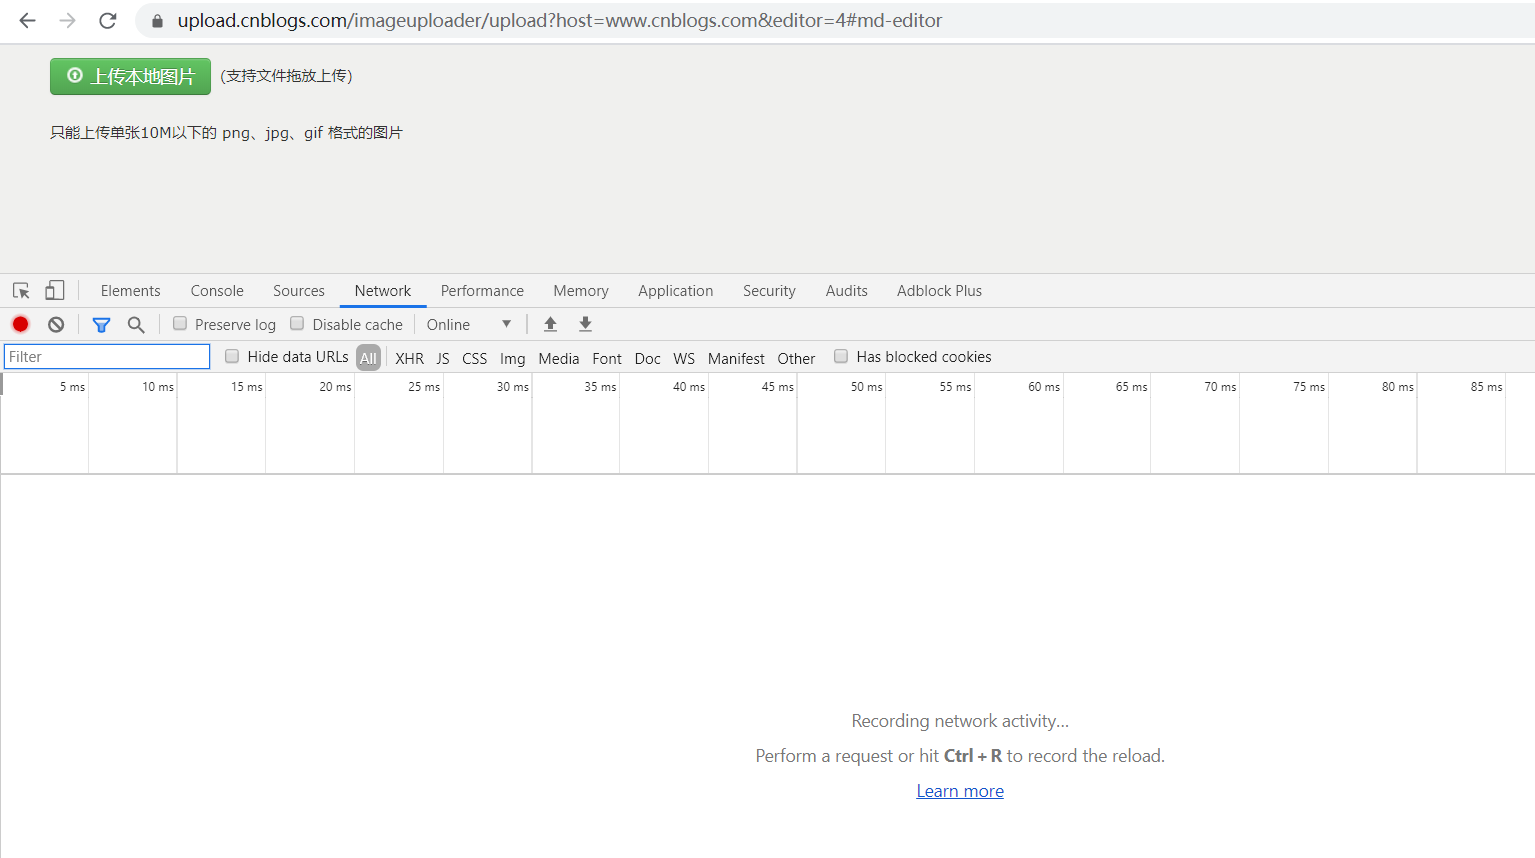 upload.cnblogs.com/imageuploader/upload?host=www.cnblogs.com&editor=4#md-editor
上传本地图片 (支持文件拖放上传)
只能上传单张10M以下的 png、jpg、gif 格式的图片
Elements Console Sources Network Performance Memory Application Security Audits Adblock Plus
Preserve log Disable cache Online
Filter Hide data URLs All XHR JS CSS Img Media Font Doc WS Manifest Other Has blocked cookies
5 ms 10 ms 15 ms 20 ms 25 ms 30 ms 35 ms 40 ms 45 ms 50 ms 55 ms 60 ms 65 ms 70 ms 75 ms 80 ms 85 ms
Recording network activity...
Perform a request or hit Ctrl + R to record the reload.
Learn more